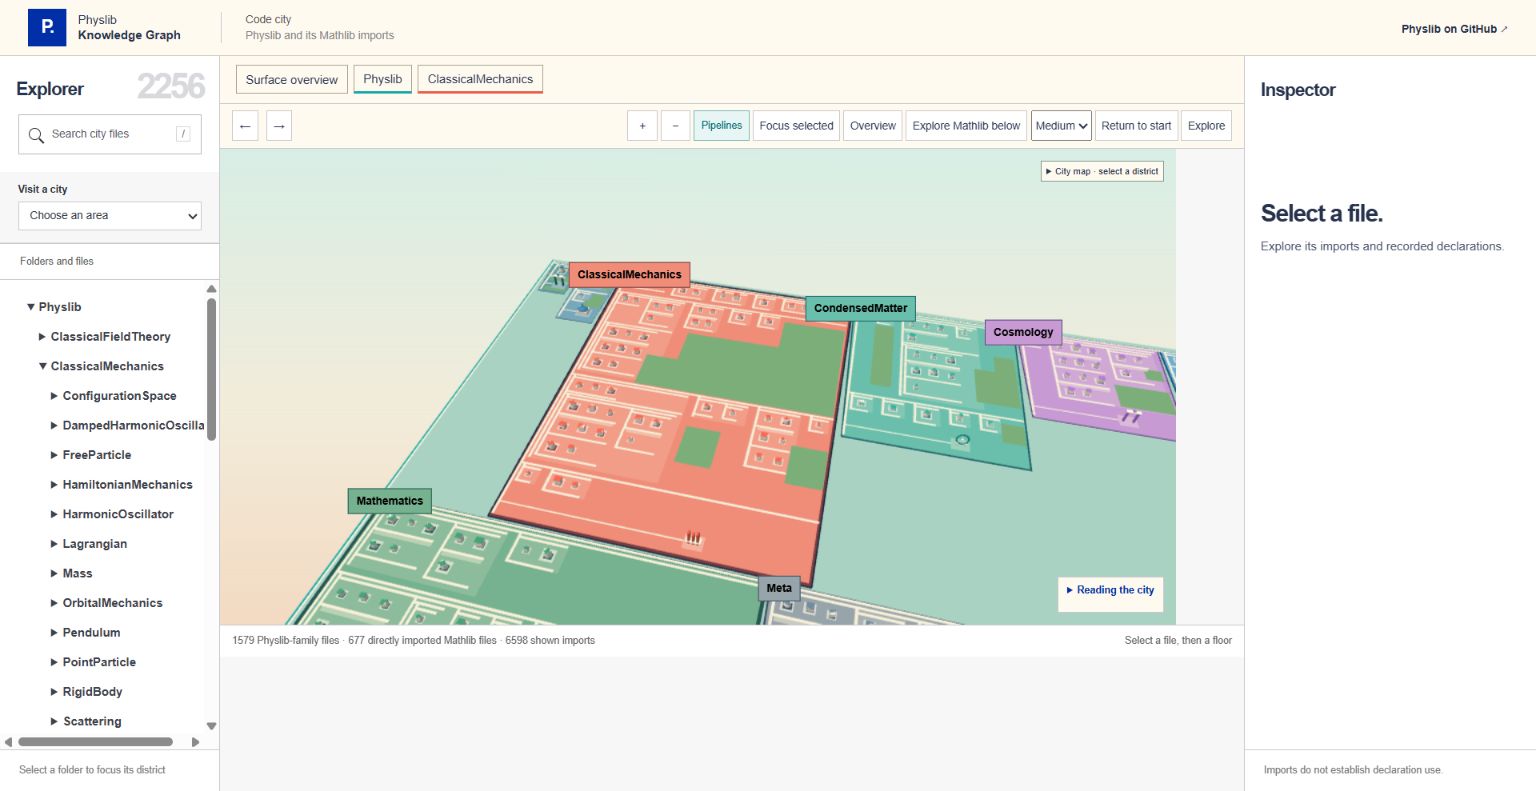 P.
Physlib
Knowledge Graph
Code city
Physlib and its Mathlib imports
Physlib on GitHub ↗
Explorer
2256
Search city files
/
Visit a city
Choose an area
Folders and files
▼ Physlib
▶ ClassicalFieldTheory
▼ ClassicalMechanics
▶ ConfigurationSpace
▶ DampedHarmonicOscilla
▶ FreeParticle
▶ HamiltonianMechanics
▶ HarmonicOscillator
▶ Lagrangian
▶ Mass
▶ OrbitalMechanics
▶ Pendulum
▶ PointParticle
▶ RigidBody
▶ Scattering
Select a folder to focus its district
Surface overview
Physlib
ClassicalMechanics
← →
+ − Pipelines Focus selected Overview Explore Mathlib below Medium Return to start Explore
▶ City map · select a district
ClassicalMechanics
CondensedMatter
Cosmology
Mathematics
Meta
▶ Reading the city
1579 Physlib-family files · 677 directly imported Mathlib files · 6598 shown imports
Select a file, then a floor
Inspector
Select a file.
Explore its imports and recorded declarations.
Imports do not establish declaration use.